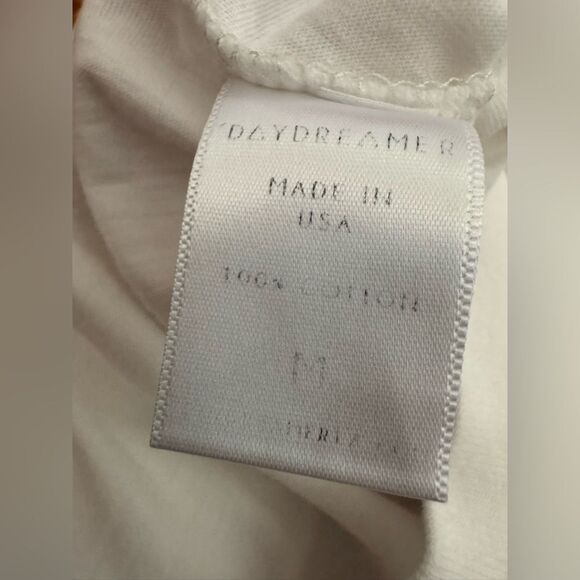 DAYDREAMER
MADE IN
USA
100% COTTON
M